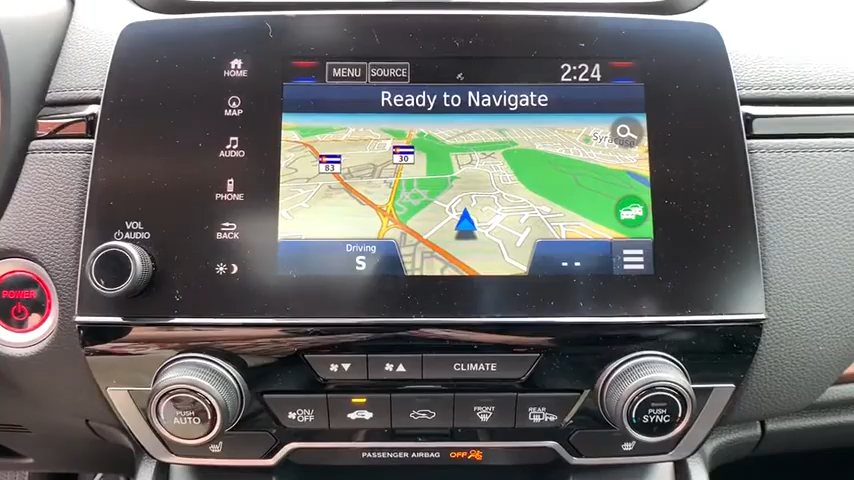 MENU SOURCE 2:24
HOME
Ready to Navigate
MAP
Syracuse
83
30
AUDIO
PHONE
VOL
AUDIO
BACK
Driving
S
--
POWER
CLIMATE
PUSH
AUTO
ON/
OFF
FRONT
REAR
PUSH
SYNC
PASSENGER AIRBAG OFF